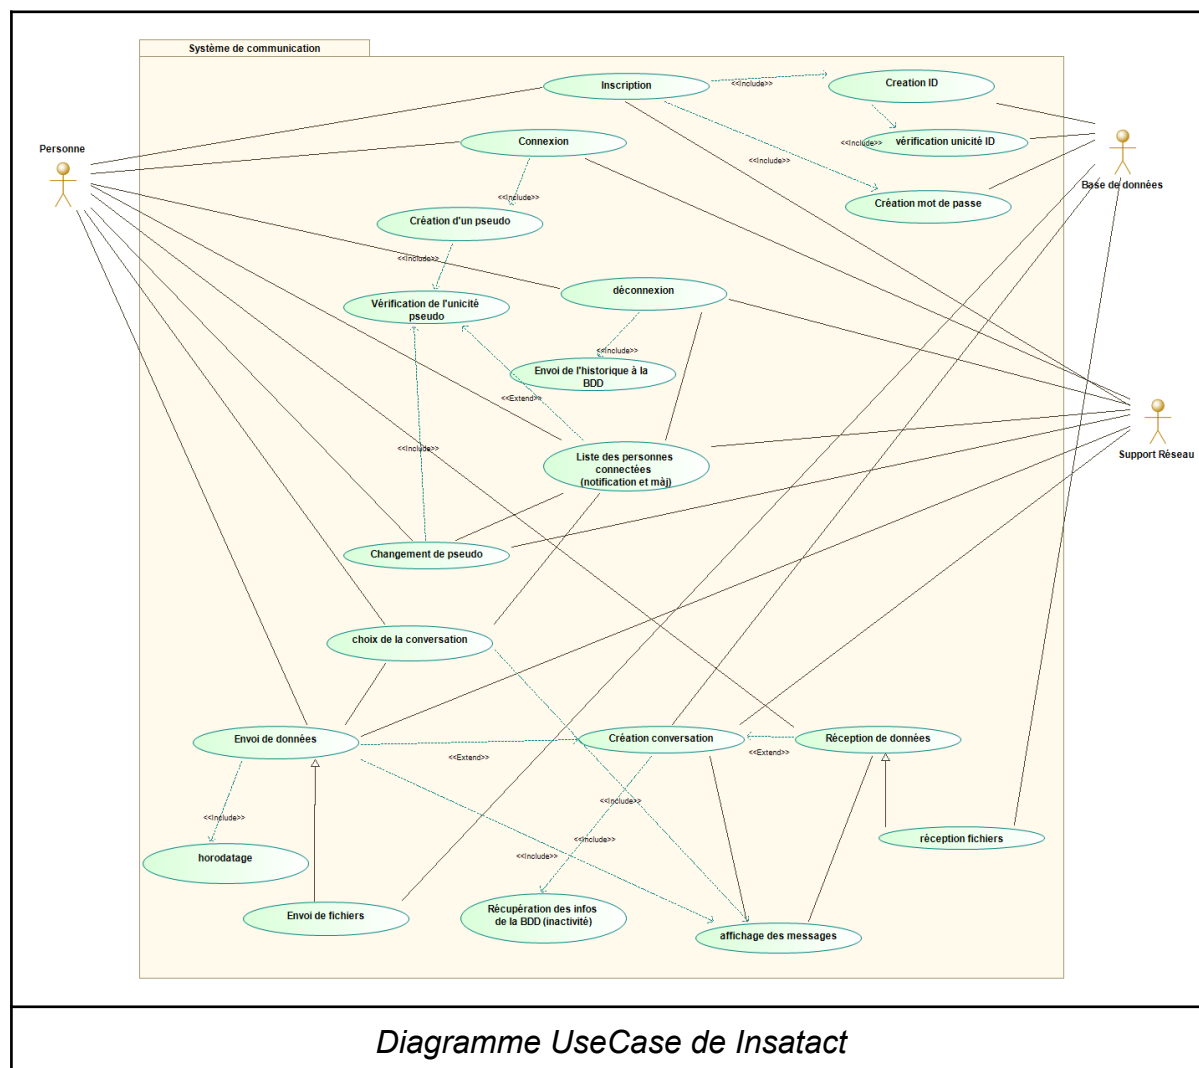 Système de communication
Inscription
<<Include>>
Creation ID
Personne
Connexion
<<Include>>
<<Include>>
vérification unicité ID
Base de données
<<Include>>
Création mot de passe
Création d'un pseudo
<<Include>>
déconnexion
Vérification de l'unicité
pseudo
<<Include>>
Envoi de l'historique à la
BDD
<<Extend>>
Support Réseau
<<Include>>
Liste des personnes
connectées
(notification et màj)
Changement de pseudo
choix de la conversation
Envoi de données
Création conversation
Réception de données
<<Extend>>
<<Extend>>
<<Include>>
<<Include>>
<<Include>>
réception fichiers
<<Include>>
horodatage
Envoi de fichiers
Récupération des infos
de la BDD (inactivité)
affichage des messages
Diagramme UseCase de Insatact